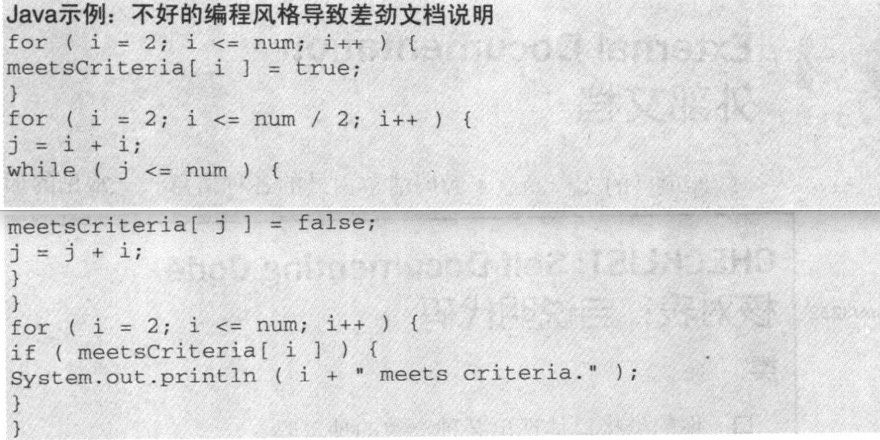 Java示例：不好的编程风格导致差劲文档说明
for ( i = 2; i <= num; i++ ) {
meetsCriteria[ i ] = true;
}
for ( i = 2; i <= num / 2; i++ ) {
j = i + i;
while ( j <= num ) {
meetsCriteria[ j ] = false;
j = j + i;
}
}
for ( i = 2; i <= num; i++ ) {
if ( meetsCriteria[ i ] ) {
System.out.println ( i + " meets criteria." );
}
}